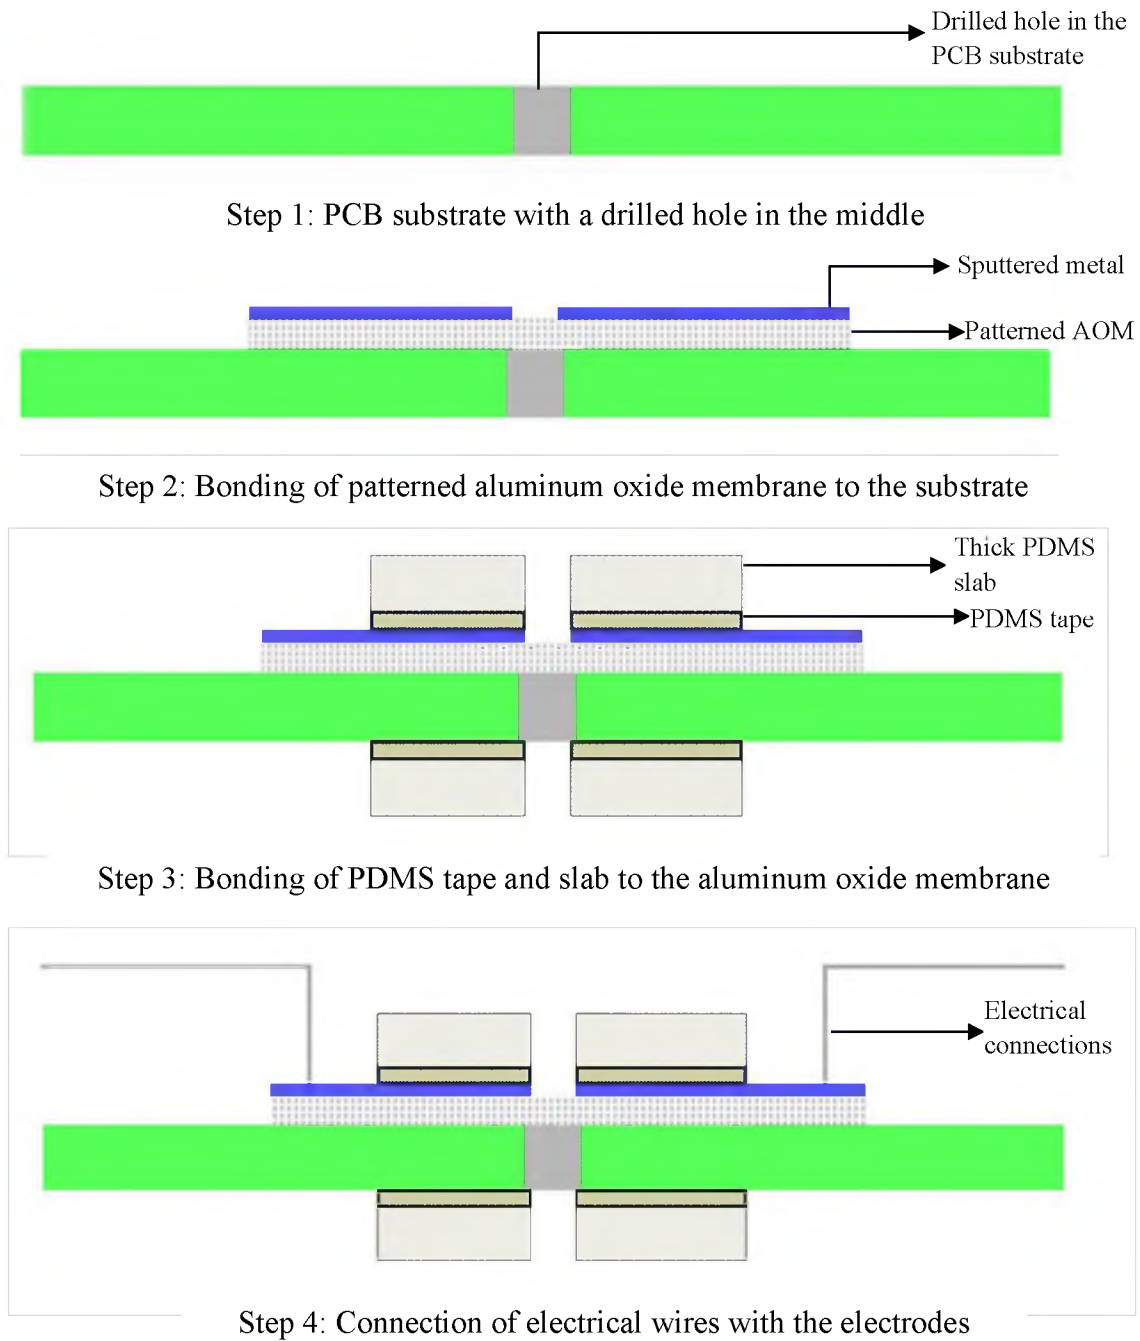 Drilled hole in the
PCB substrate
Step 1: PCB substrate with a drilled hole in the middle
Sputtered metal
Patterned AOM
Step 2: Bonding of patterned aluminum oxide membrane to the substrate
Thick PDMS
slab
PDMS tape
Step 3: Bonding of PDMS tape and slab to the aluminum oxide membrane
Electrical
connections
Step 4: Connection of electrical wires with the electrodes